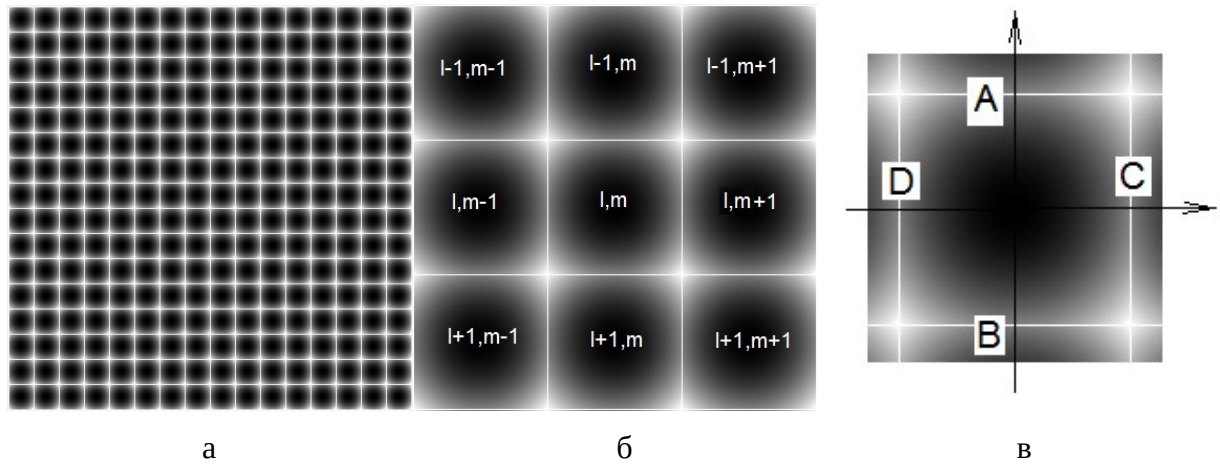 l-1,m-1 l-1,m l-1,m+1
l,m-1 l,m l,m+1
l+1,m-1 l+1,m l+1,m+1
A
D C
B
а б в